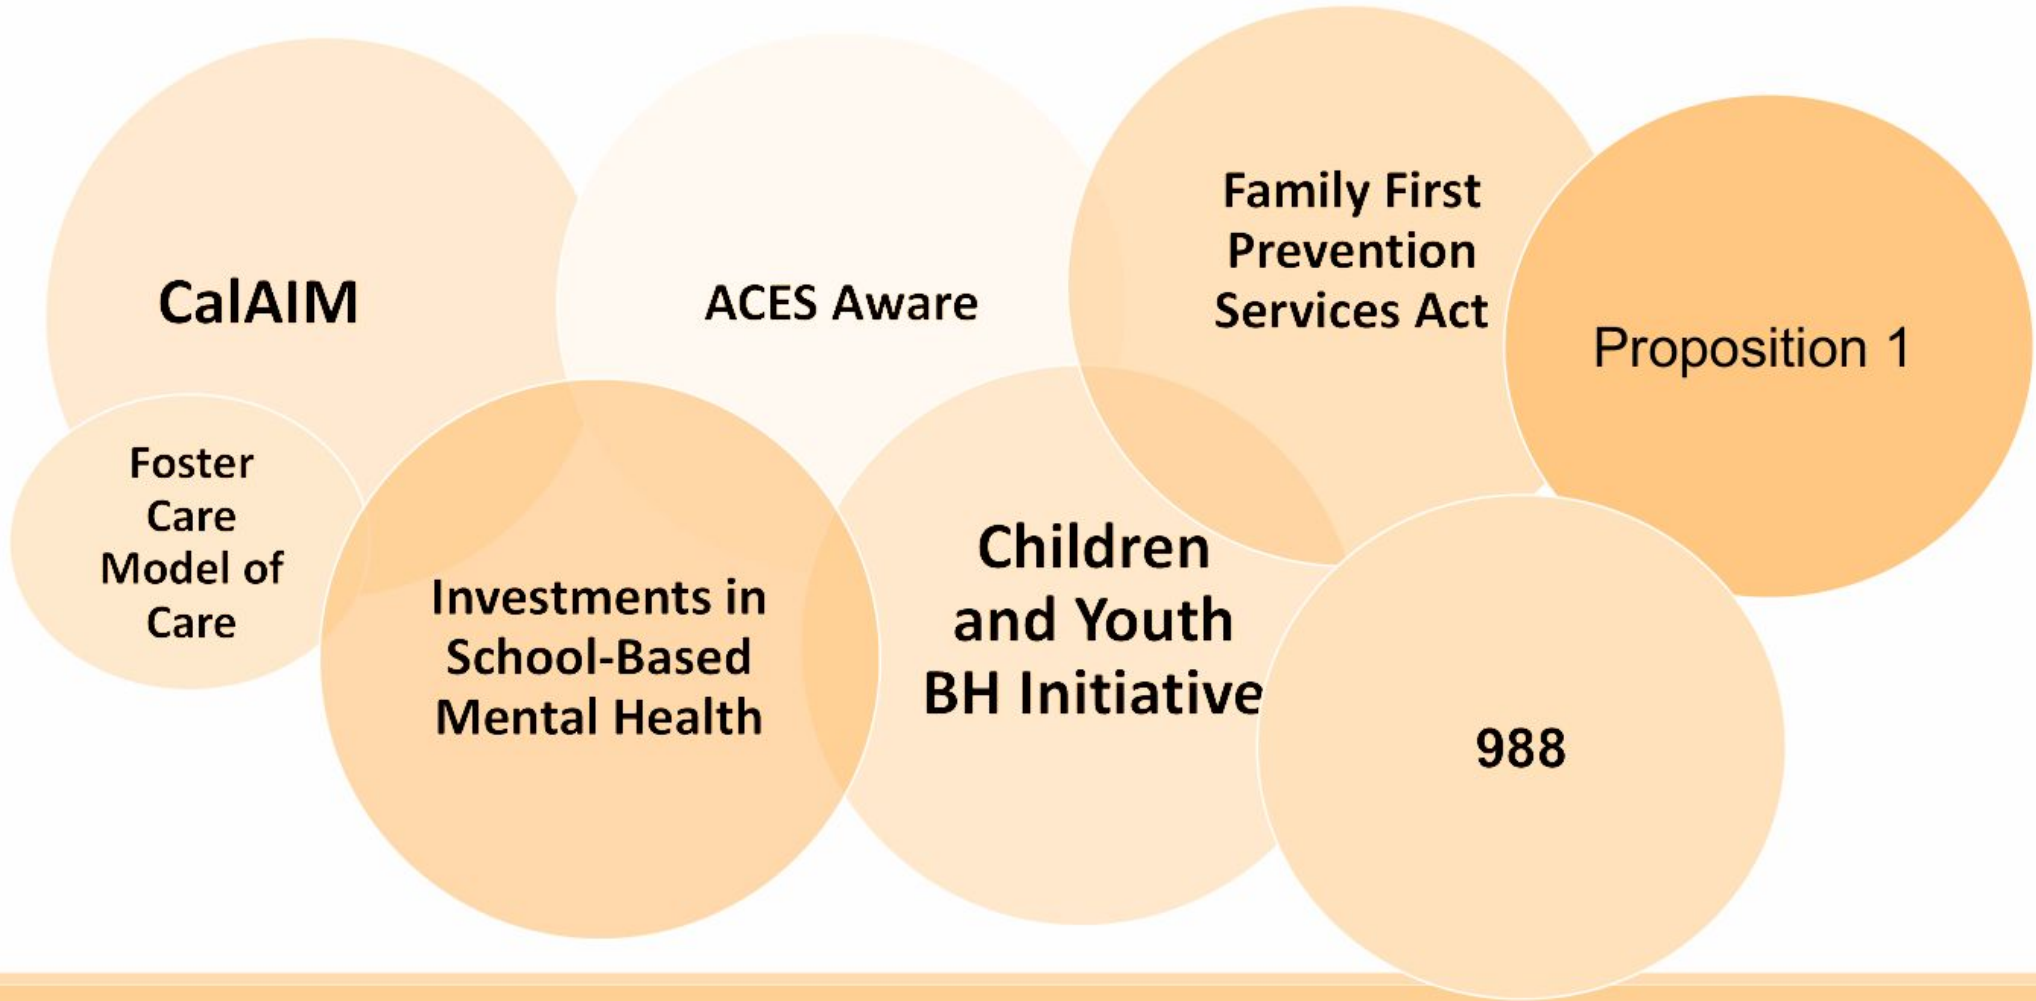 CalAIM
ACES Aware
Family First
Prevention
Services Act
Proposition 1
Foster
Care
Model of
Care
Investments in
School-Based
Mental Health
Children
and Youth
BH Initiative
988